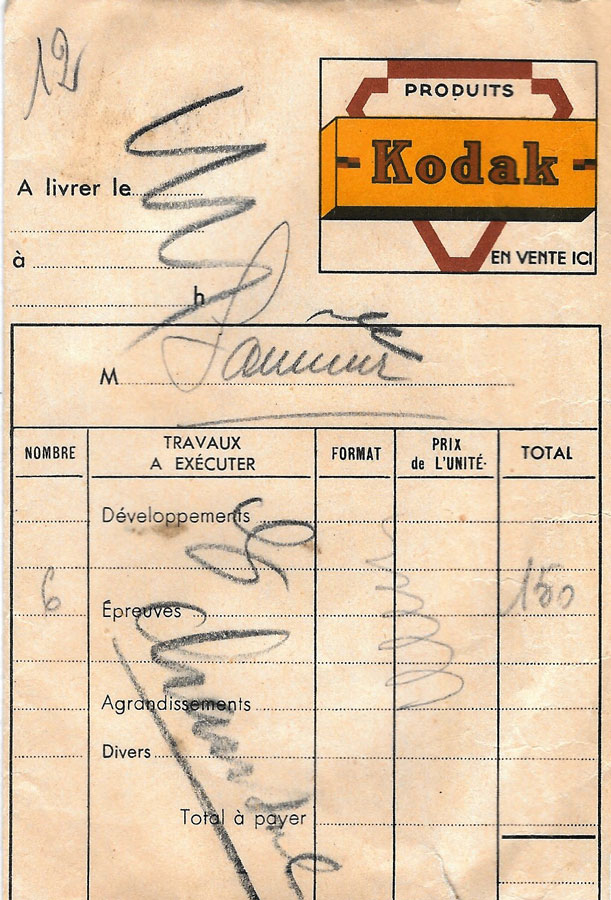 12
PRODUITS
Kodak
EN VENTE ICI
A livrer le
à
h
M
NOMBRE TRAVAUX A EXÉCUTER FORMAT PRIX de l'UNITÉ TOTAL
Développements
6 Épreuves 150
Agrandissements
Divers
Total à payer